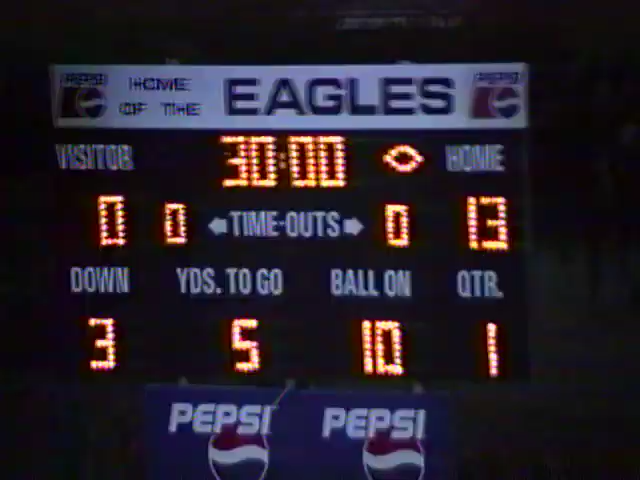 PEPSI HOME EAGLES PEPSI
OF THE
VISITOR 30:00 HOME
0 0 TIME-OUTS 0 13
DOWN YDS. TO GO BALL ON QTR.
3 5 10 1
PEPSI PEPSI